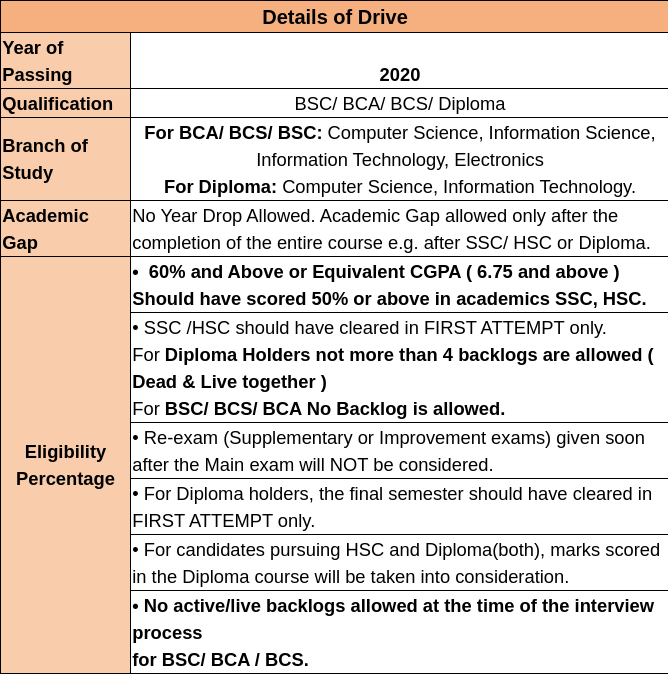 Details of Drive
Year of
Passing
2020
Qualification
BSC/ BCA/ BCS/ Diploma
Branch of
Study
For BCA/ BCS/ BSC: Computer Science, Information Science,
Information Technology, Electronics
For Diploma: Computer Science, Information Technology.
Academic
Gap
No Year Drop Allowed. Academic Gap allowed only after the
completion of the entire course e.g. after SSC/ HSC or Diploma.
Eligibility
Percentage
•  60% and Above or Equivalent CGPA ( 6.75 and above )
Should have scored 50% or above in academics SSC, HSC.
• SSC /HSC should have cleared in FIRST ATTEMPT only.
For Diploma Holders not more than 4 backlogs are allowed (
Dead & Live together )
For BSC/ BCS/ BCA No Backlog is allowed.
• Re-exam (Supplementary or Improvement exams) given soon
after the Main exam will NOT be considered.
• For Diploma holders, the final semester should have cleared in
FIRST ATTEMPT only.
• For candidates pursuing HSC and Diploma(both), marks scored
in the Diploma course will be taken into consideration.
• No active/live backlogs allowed at the time of the interview
process
for BSC/ BCA / BCS.